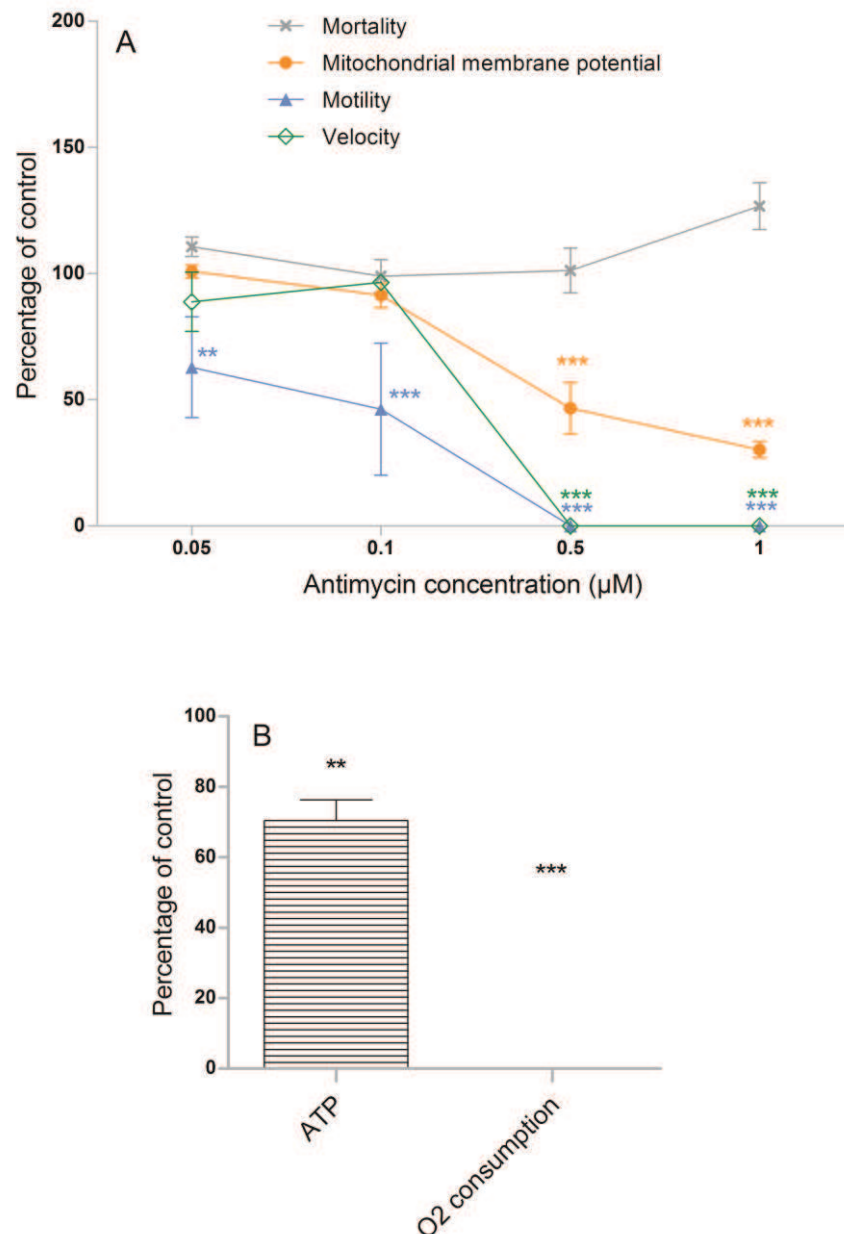 200
A
Mortality
Mitochondrial membrane potential
Motility
Velocity
150
100
50
0
Percentage of control
**
***
***
***
***
***
***
***
0.05
0.1
0.5
1
Antimycin concentration (µM)
100
B
80
60
40
20
0
Percentage of control
**
***
ATP
O2 consumption